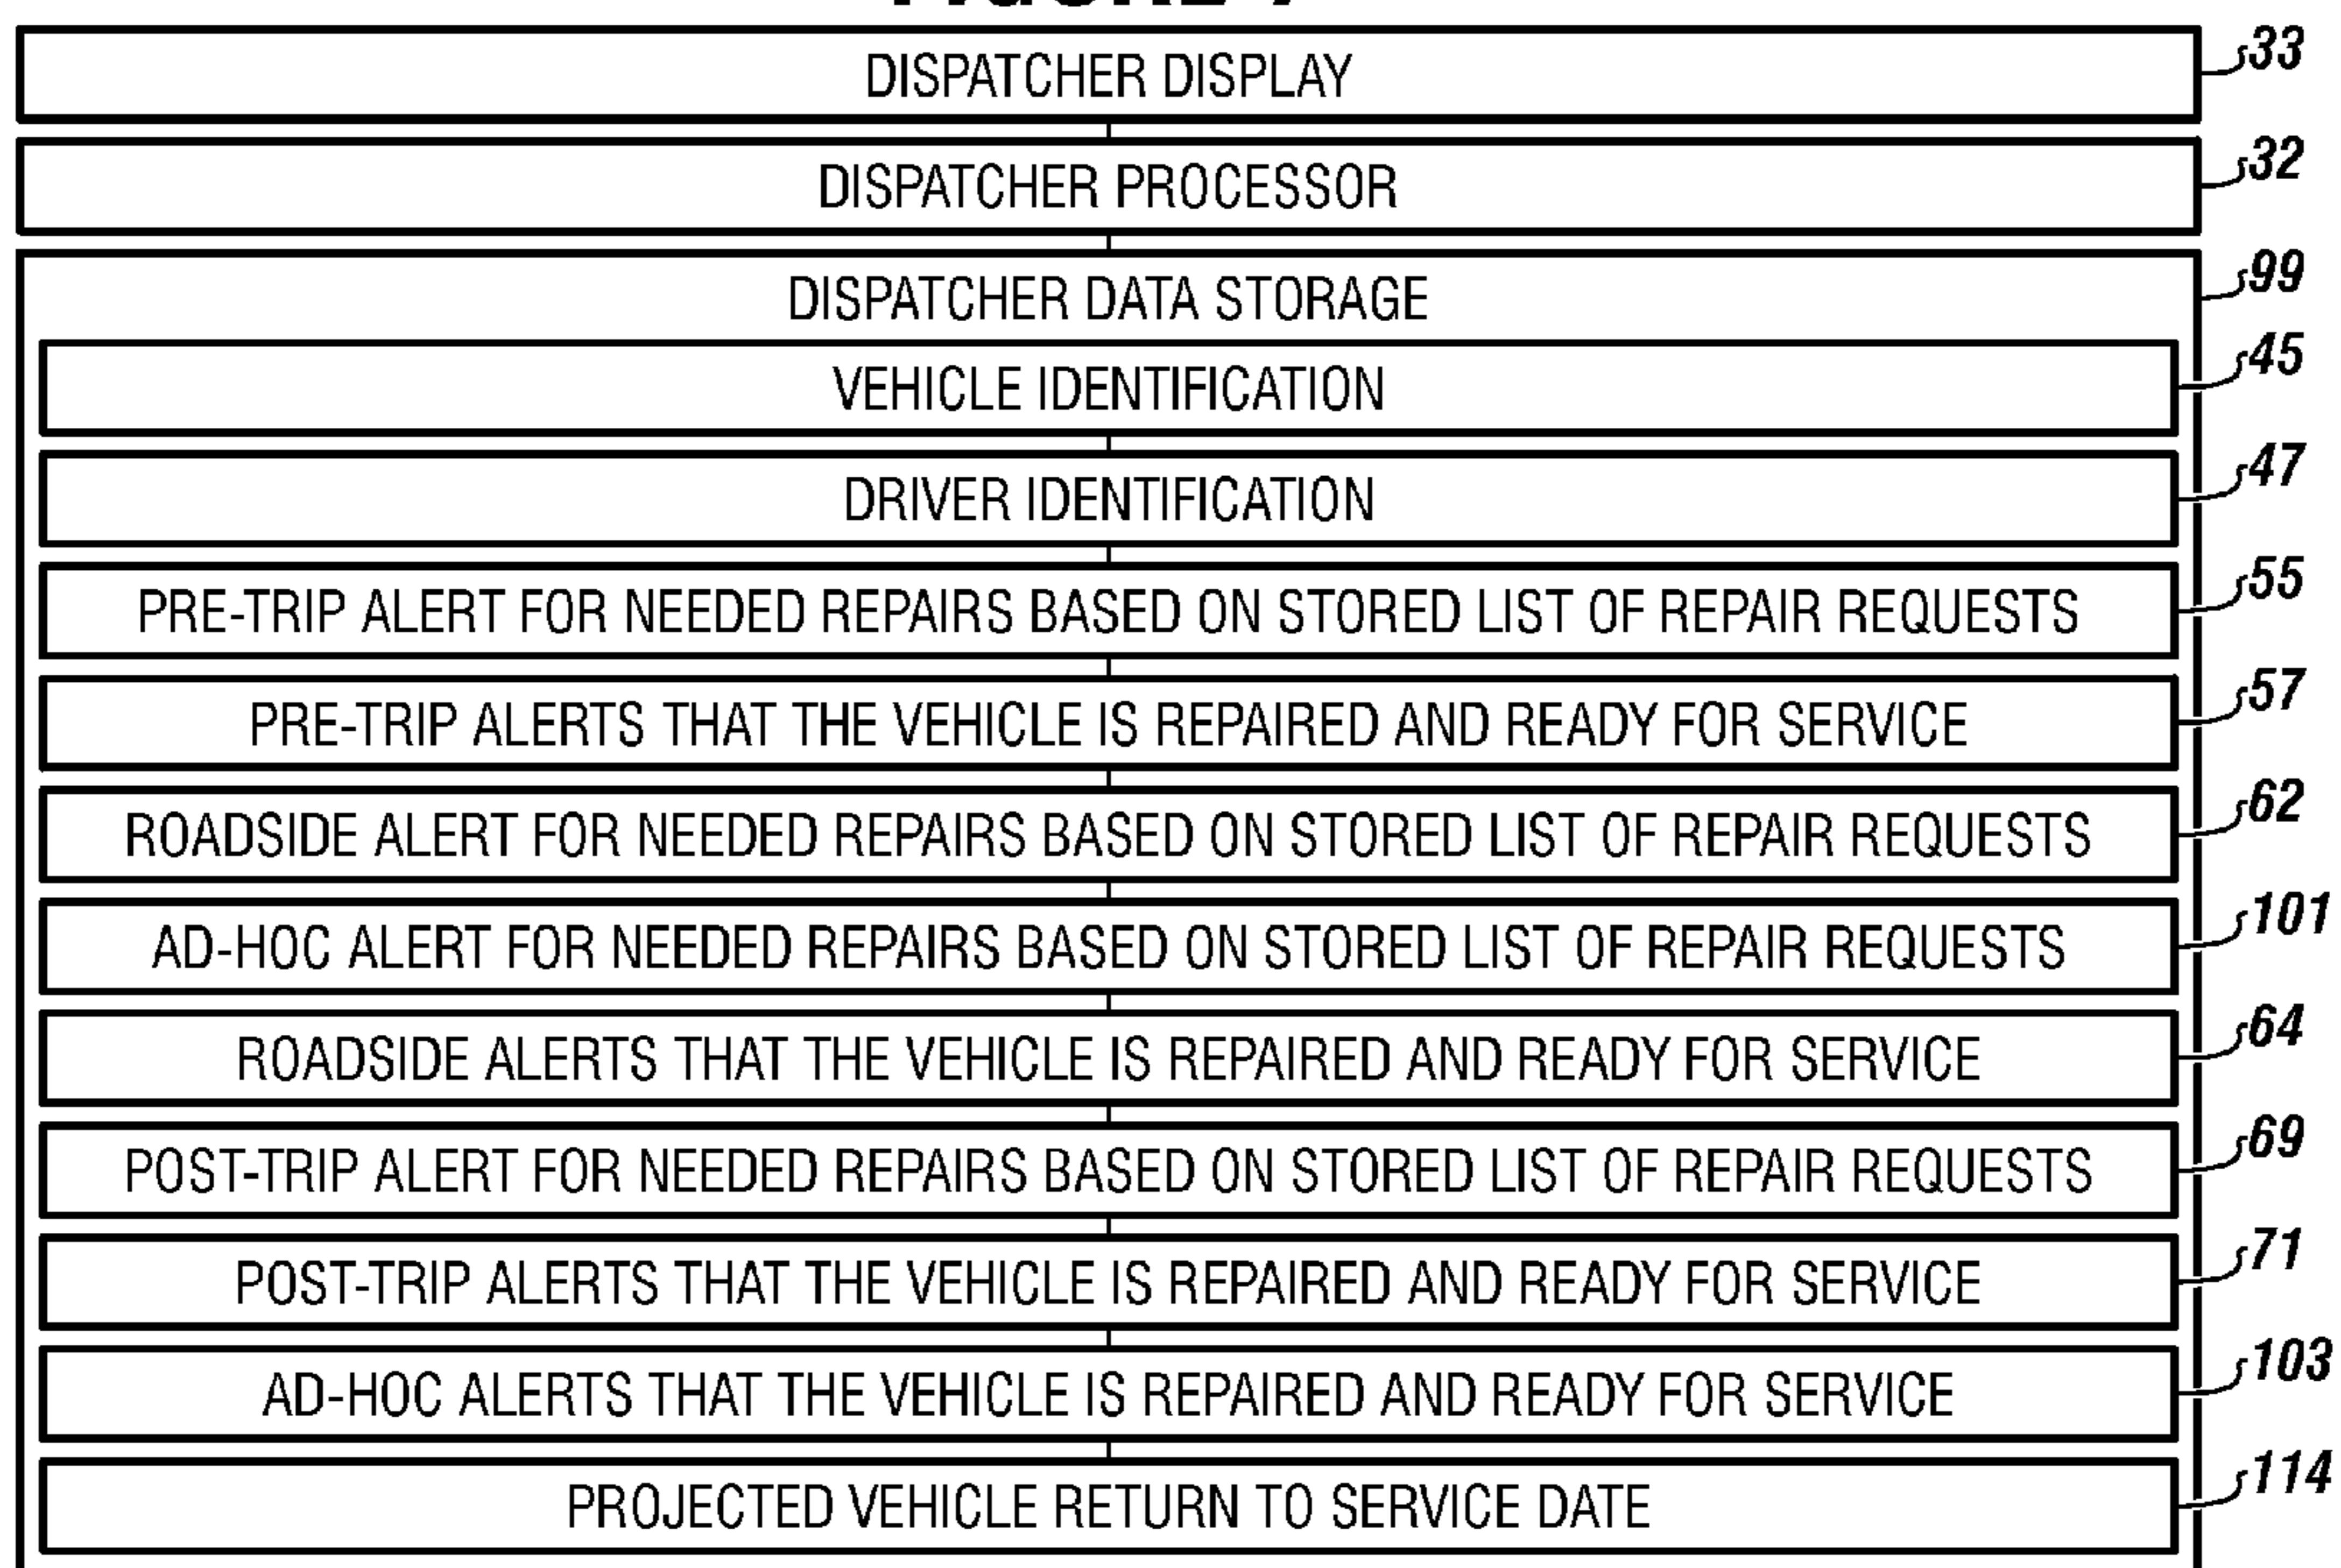 DISPATCHER DISPLAY 33
DISPATCHER PROCESSOR 32
DISPATCHER DATA STORAGE 99
VEHICLE IDENTIFICATION 45
DRIVER IDENTIFICATION 47
PRE-TRIP ALERT FOR NEEDED REPAIRS BASED ON STORED LIST OF REPAIR REQUESTS 55
PRE-TRIP ALERTS THAT THE VEHICLE IS REPAIRED AND READY FOR SERVICE 57
ROADSIDE ALERT FOR NEEDED REPAIRS BASED ON STORED LIST OF REPAIR REQUESTS 62
AD-HOC ALERT FOR NEEDED REPAIRS BASED ON STORED LIST OF REPAIR REQUESTS 101
ROADSIDE ALERTS THAT THE VEHICLE IS REPAIRED AND READY FOR SERVICE 64
POST-TRIP ALERT FOR NEEDED REPAIRS BASED ON STORED LIST OF REPAIR REQUESTS 69
POST-TRIP ALERTS THAT THE VEHICLE IS REPAIRED AND READY FOR SERVICE 71
AD-HOC ALERTS THAT THE VEHICLE IS REPAIRED AND READY FOR SERVICE 103
PROJECTED VEHICLE RETURN TO SERVICE DATE 114